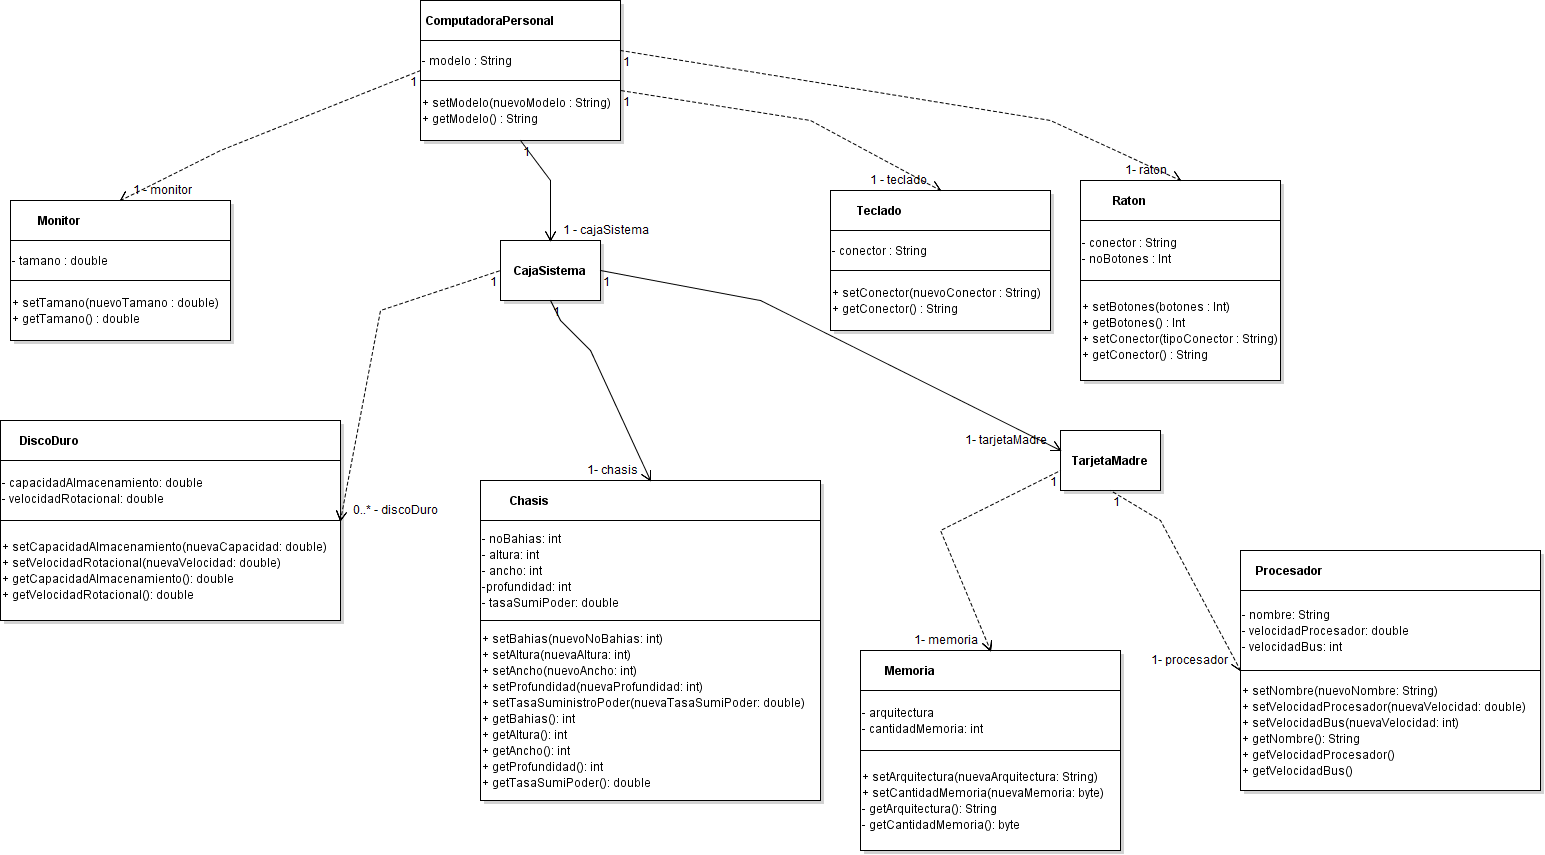 ComputadoraPersonal
- modelo : String
+ setModelo(nuevoModelo : String)
+ getModelo() : String
1
1
1
1
1- monitor
Monitor
- tamano : double
+ setTamano(nuevoTamano : double)
+ getTamano() : double
1 - teclado
Teclado
- conector : String
+ setConector(nuevoConector : String)
+ getConector() : String
1- raton
Raton
- conector : String
- noBotones : Int
+ setBotones(botones : Int)
+ getBotones() : Int
+ setConector(tipoConector : String)
+ getConector() : String
1 - cajaSistema
CajaSistema
1
1
1
0..* - discoDuro
DiscoDuro
- capacidadAlmacenamiento: double
- velocidadRotacional: double
+ setCapacidadAlmacenamiento(nuevaCapacidad: double)
+ setVelocidadRotacional(nuevaVelocidad: double)
+ getCapacidadAlmacenamiento(): double
+ getVelocidadRotacional(): double
1- chasis
Chasis
- noBahias: int
- altura: int
- ancho: int
-profundidad: int
- tasaSumiPoder: double
+ setBahias(nuevoNoBahias: int)
+ setAltura(nuevaAltura: int)
+ setAncho(nuevoAncho: int)
+ setProfundidad(nuevaProfundidad: int)
+ setTasaSuministroPoder(nuevaTasaSumiPoder: double)
+ getBahias(): int
+ getAltura(): int
+ getAncho(): int
+ getProfundidad(): int
+ getTasaSumiPoder(): double
1- tarjetaMadre
TarjetaMadre
1
1
1- memoria
Memoria
- arquitectura
- cantidadMemoria: int
+ setArquitectura(nuevaArquitectura: String)
+ setCantidadMemoria(nuevaMemoria: byte)
- getArquitectura(): String
- getCantidadMemoria(): byte
1- procesador
Procesador
- nombre: String
- velocidadProcesador: double
- velocidadBus: int
+ setNombre(nuevoNombre: String)
+ setVelocidadProcesador(nuevaVelocidad: double)
+ setVelocidadBus(nuevaVelocidad: int)
+ getNombre(): String
+ getVelocidadProcesador()
+ getVelocidadBus()